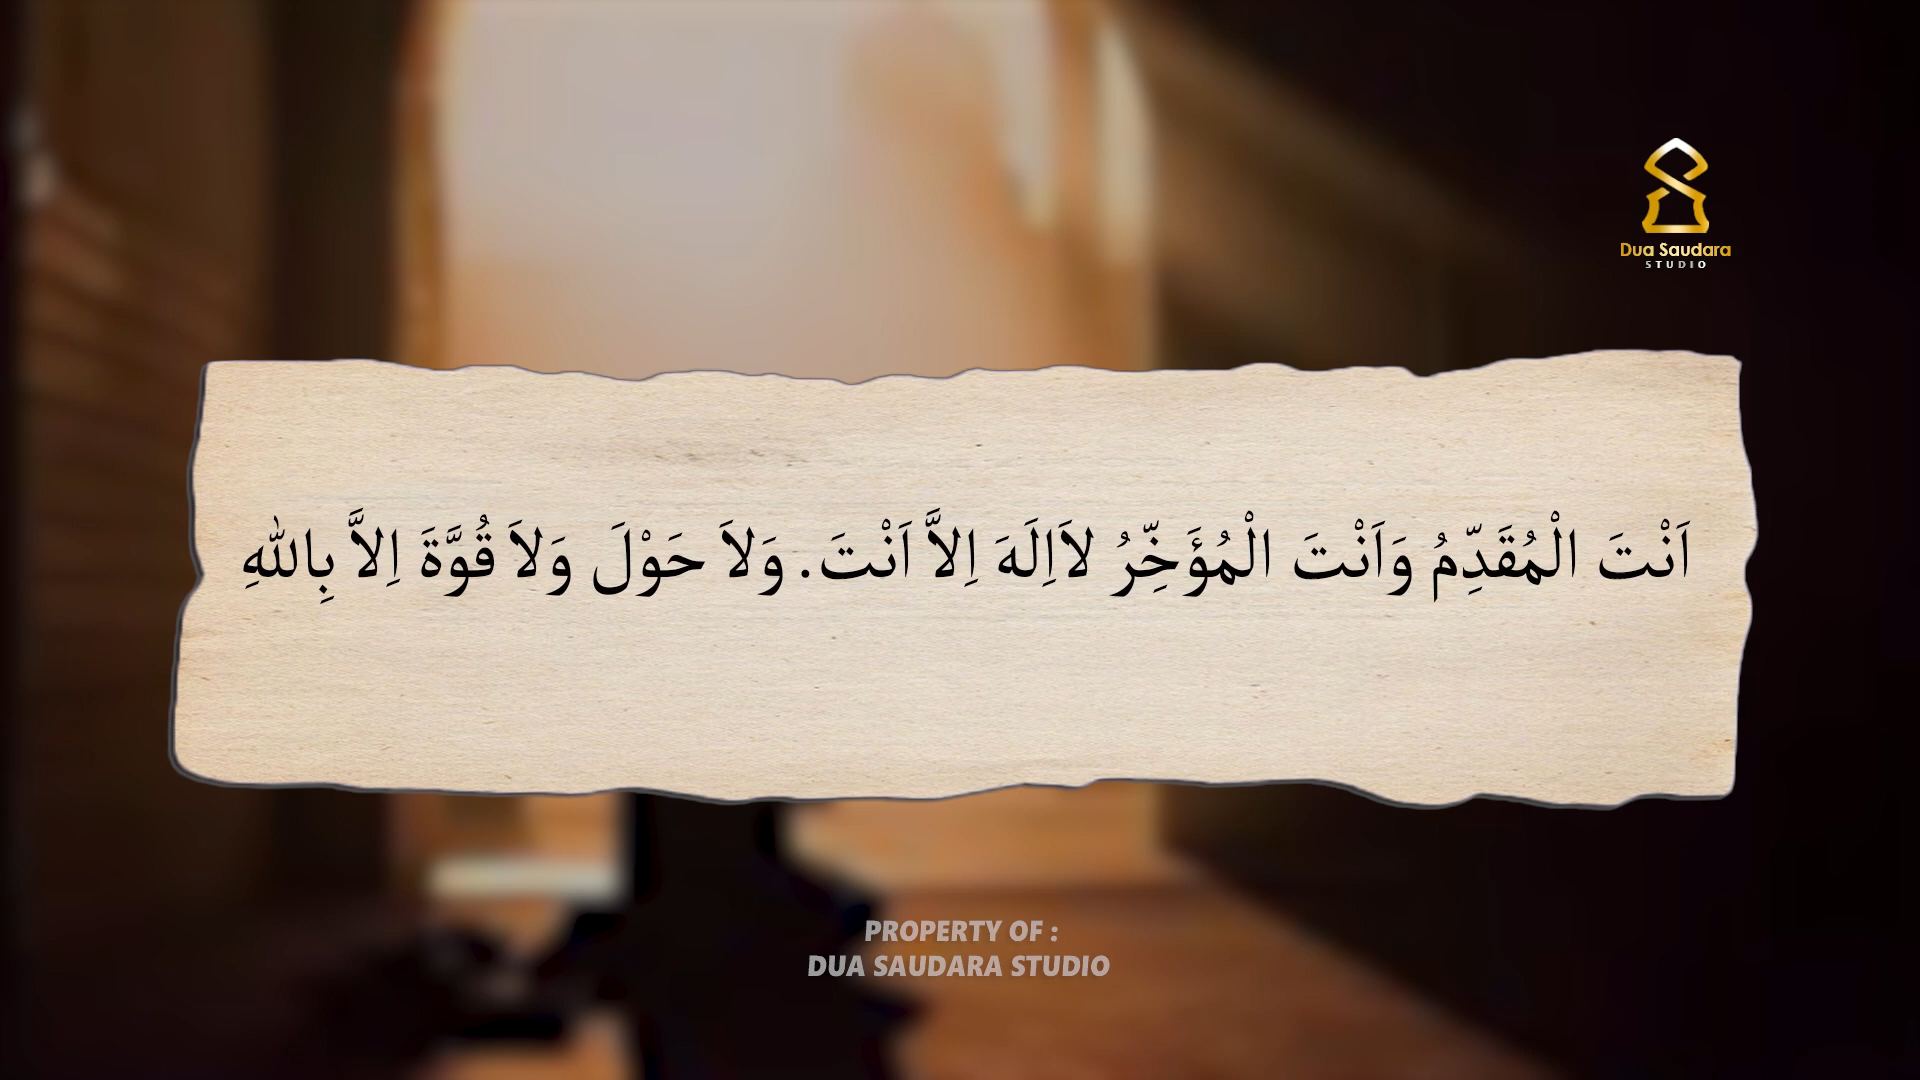 Dua Saudara
STUDIO
اَنْتَ الْمُقَدِّمُ وَاَنْتَ الْمُؤَخِّرُ لاَاِلَهَ اِلاَّ اَنْتَ. وَلاَ حَوْلَ وَلاَ قُوَّةَ اِلاَّ بِاللهِ
PROPERTY OF :
DUA SAUDARA STUDIO